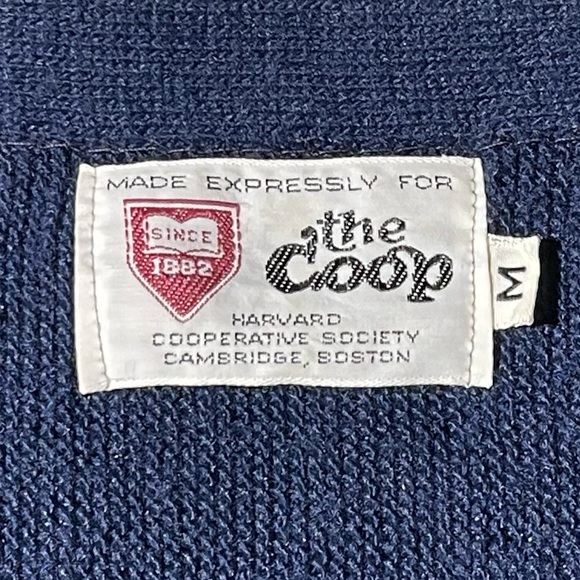 MADE EXPRESSLY FOR
SINCE
1882
the
Coop
HARVARD
COOPERATIVE SOCIETY
CAMBRIDGE, BOSTON
M